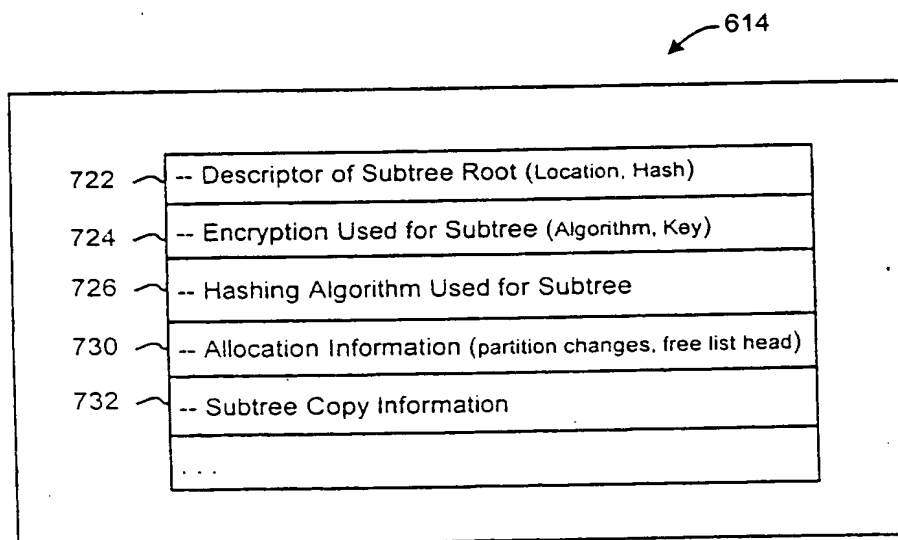 614
722 -- Descriptor of Subtree Root (Location, Hash)
724 -- Encryption Used for Subtree (Algorithm, Key)
726 -- Hashing Algorithm Used for Subtree
730 -- Allocation Information (partition changes, free list head)
732 -- Subtree Copy Information
. . .